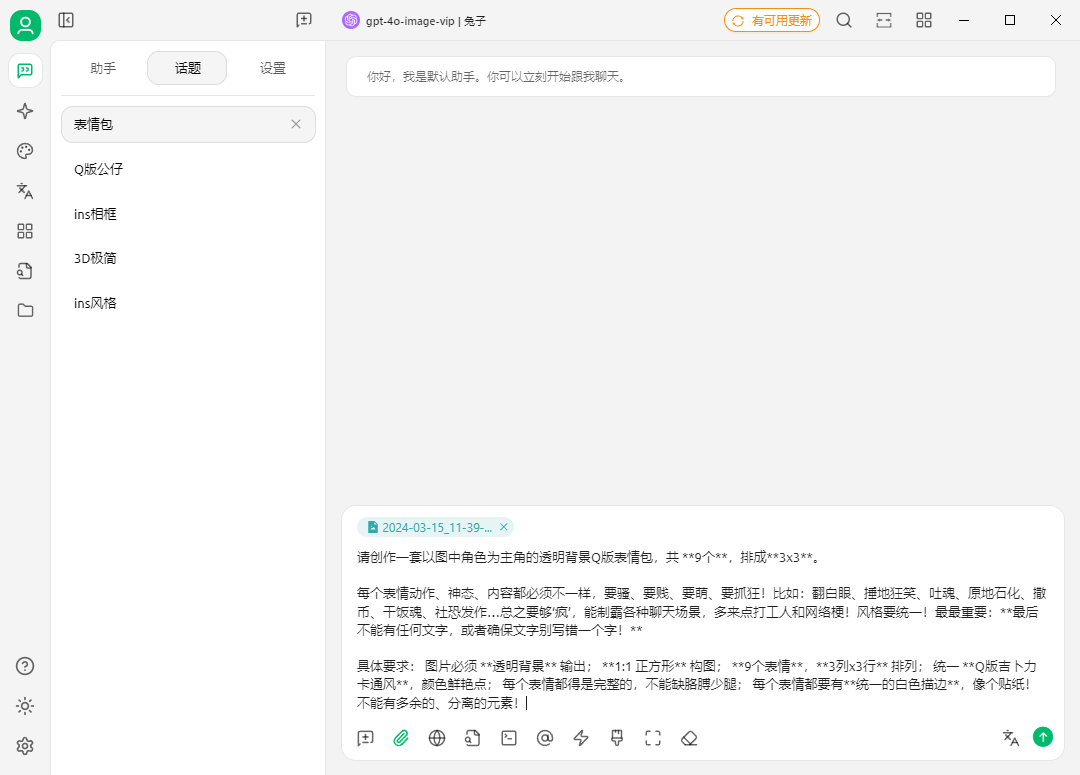 gpt-4o-image-vip | 兔子
有可用更新
助手
话题
设置
表情包
Q版公仔
ins相框
3D极简
ins风格
你好，我是默认助手。你可以立刻开始跟我聊天。
2024-03-15_11-39-...
请创作一套以图中角色为主角的透明背景Q版表情包，共 **9个**，排成**3x3**。
每个表情动作、神态、内容都必须不一样，要骚、要贱、要萌、要抓狂！比如：翻白眼、捶地狂笑、吐魂、原地石化、撒
币、干饭魂、社恐发作…总之要够‘疯’，能制霸各种聊天场景，多来点打工人和网络梗！风格要统一！最最重要：**最后
不能有任何文字，或者确保文字别写错一个字！**
具体要求： 图片必须 **透明背景** 输出； **1:1 正方形** 构图； **9个表情**，**3列x3行** 排列； 统一 **Q版吉卜力
卡通风**，颜色鲜艳点； 每个表情都得是完整的，不能缺胳膊少腿； 每个表情都要有**统一的白色描边**，像个贴纸！
不能有多余的、分离的元素！